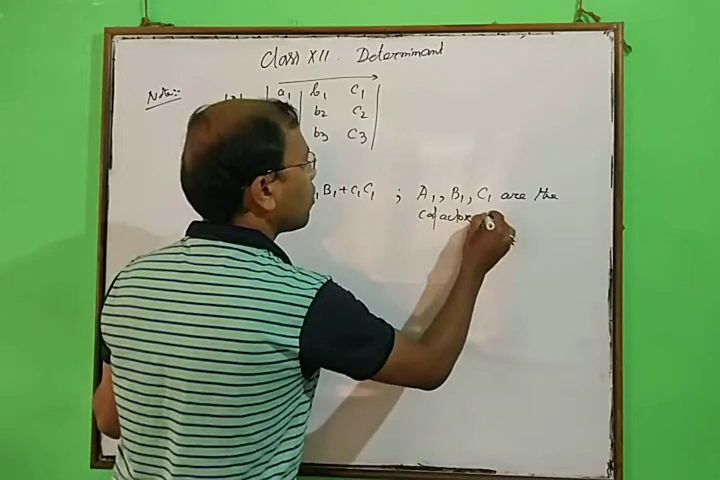 Class XII. Determinant
Note:-
a1 b1 c1
b2 c2
b3 c3
B1 + c1C1 ; A1, B1, C1 are the
cofactor